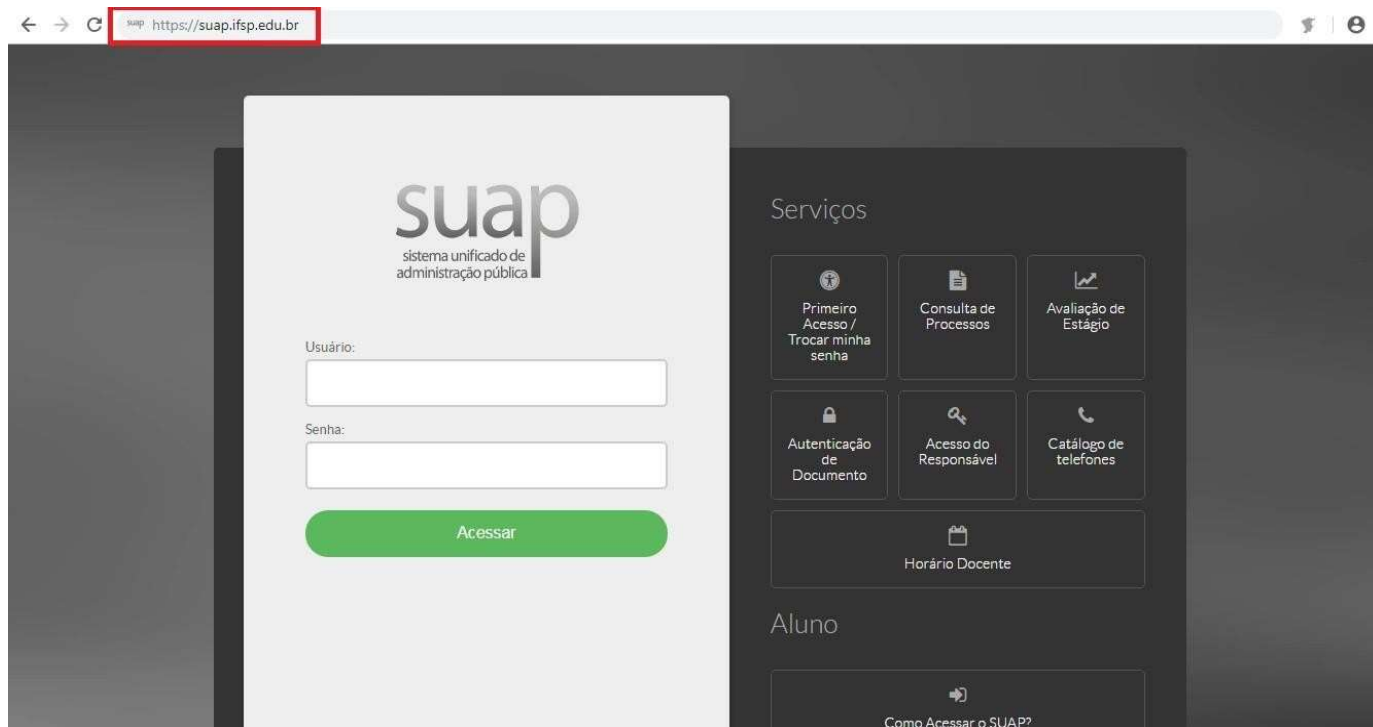 suap https://suap.ifsp.edu.br
suap
sistema unificado de
administração pública
Usuário:
Senha:
Acessar
Serviços
Primeiro
Acesso /
Trocar minha
senha
Consulta de
Processos
Avaliação de
Estágio
Autenticação
de
Documento
Acesso do
Responsável
Catálogo de
telefones
Horário Docente
Aluno
Como Acessar o SUAP?